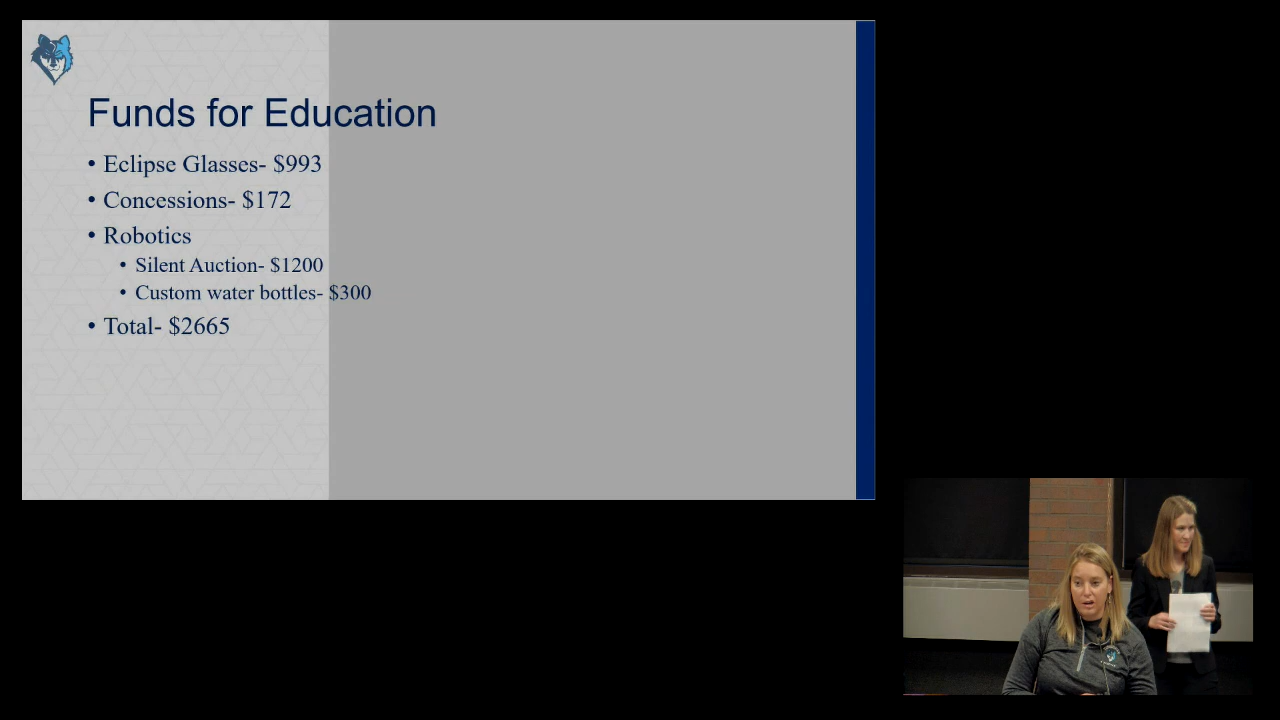 Funds for Education
• Eclipse Glasses- $993
• Concessions- $172
• Robotics
• Silent Auction- $1200
• Custom water bottles- $300
• Total- $2665